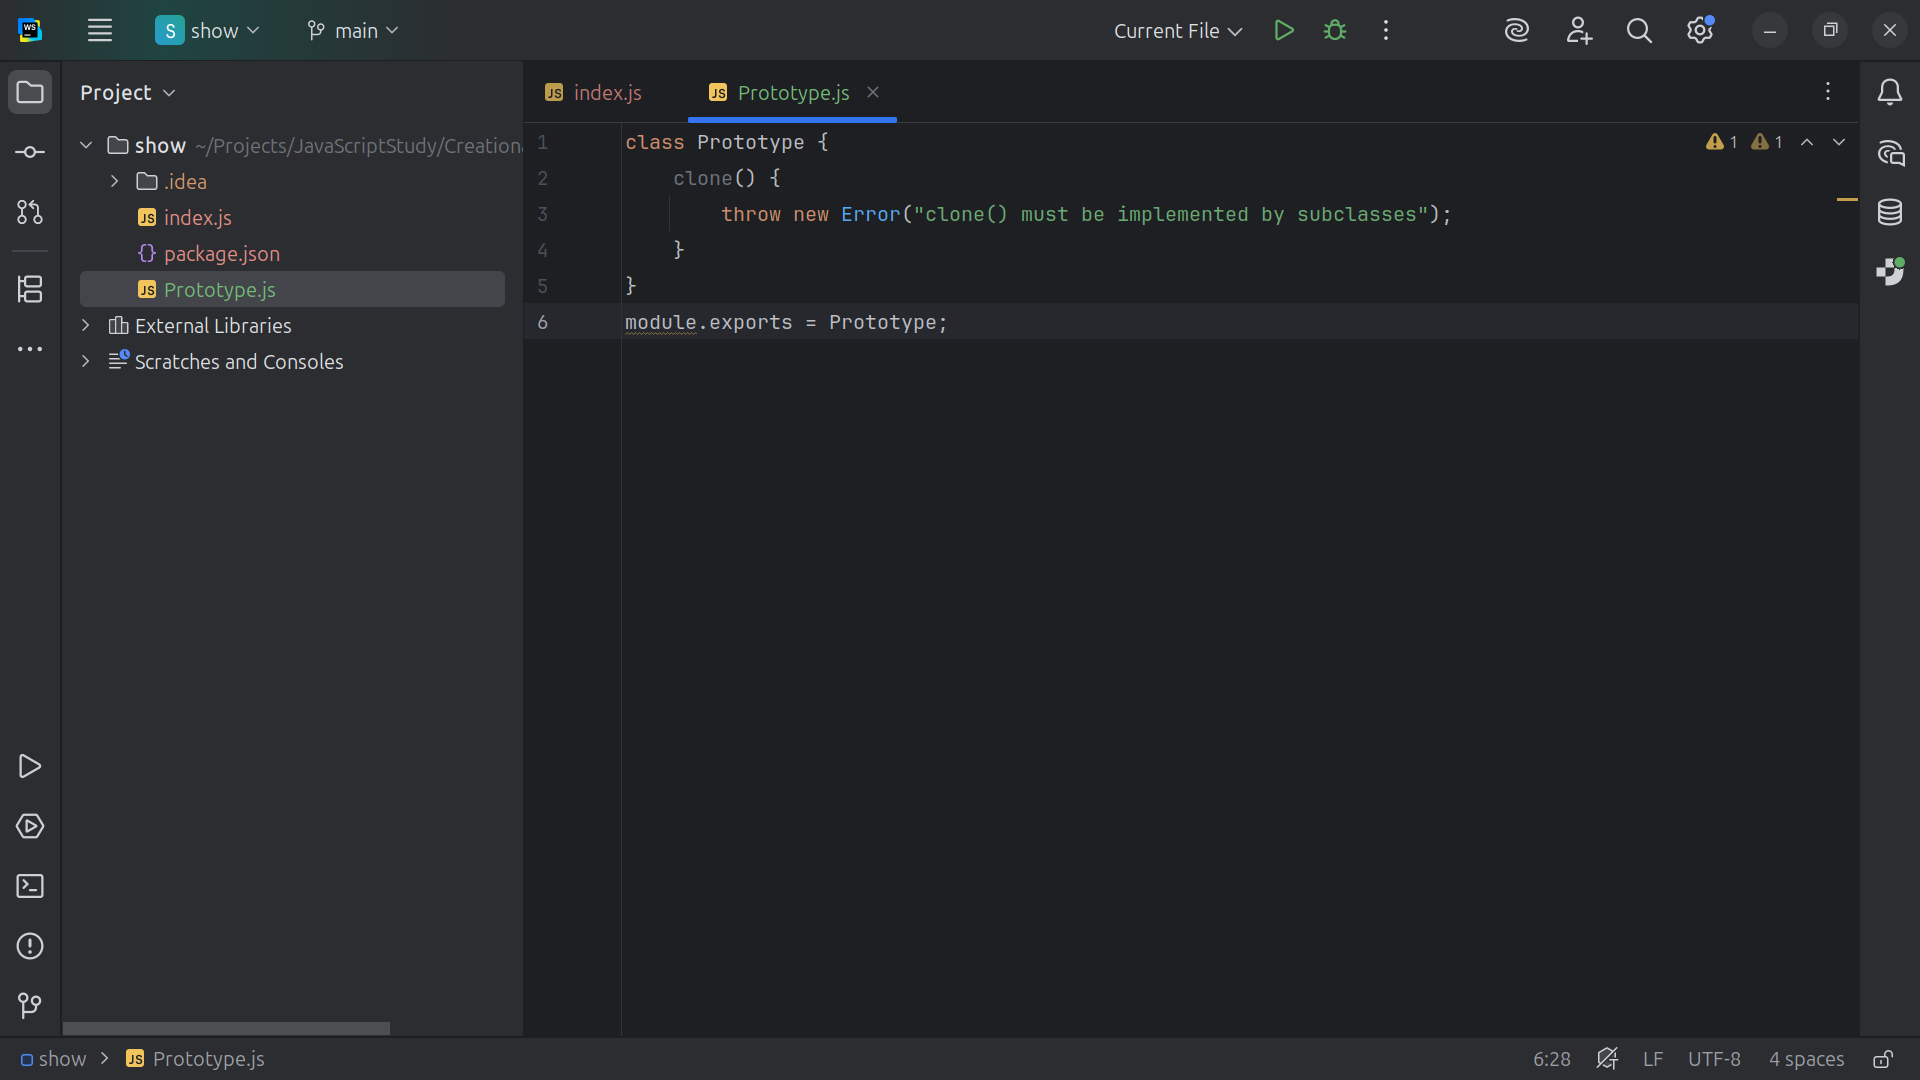 WS
S show
main
Current File
Project
index.js
Prototype.js
show ~/Projects/JavaScriptStudy/Creation
.idea
index.js
package.json
Prototype.js
External Libraries
Scratches and Consoles
1 class Prototype {
2 clone() {
3 throw new Error("clone() must be implemented by subclasses");
4 }
5 }
6 module.exports = Prototype;
1 1
show > JS Prototype.js
6:28 LF UTF-8 4 spaces